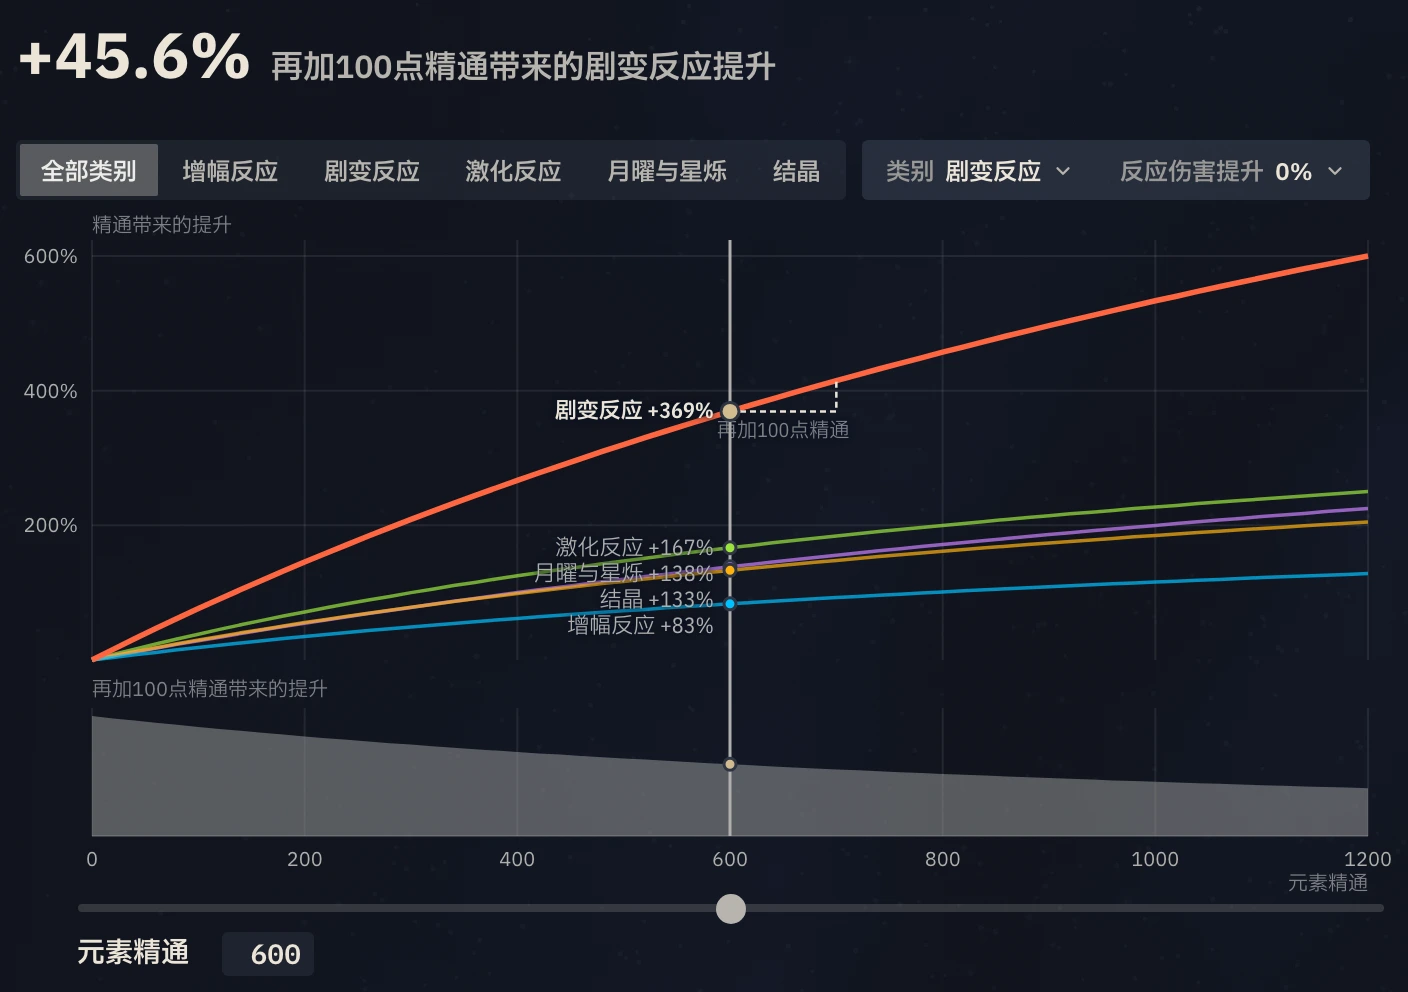 +45.6% 再加100点精通带来的剧变反应提升
全部类别 增幅反应 剧变反应 激化反应 月曜与星烁 结晶 类别 剧变反应 反应伤害提升 0%
精通带来的提升
600%
400%
剧变反应 +369%
再加100点精通
200%
激化反应 +167%
月曜与星烁 +138%
结晶 +133%
增幅反应 +83%
再加100点精通带来的提升
0 200 400 600 800 1000 1200
元素精通
元素精通 600